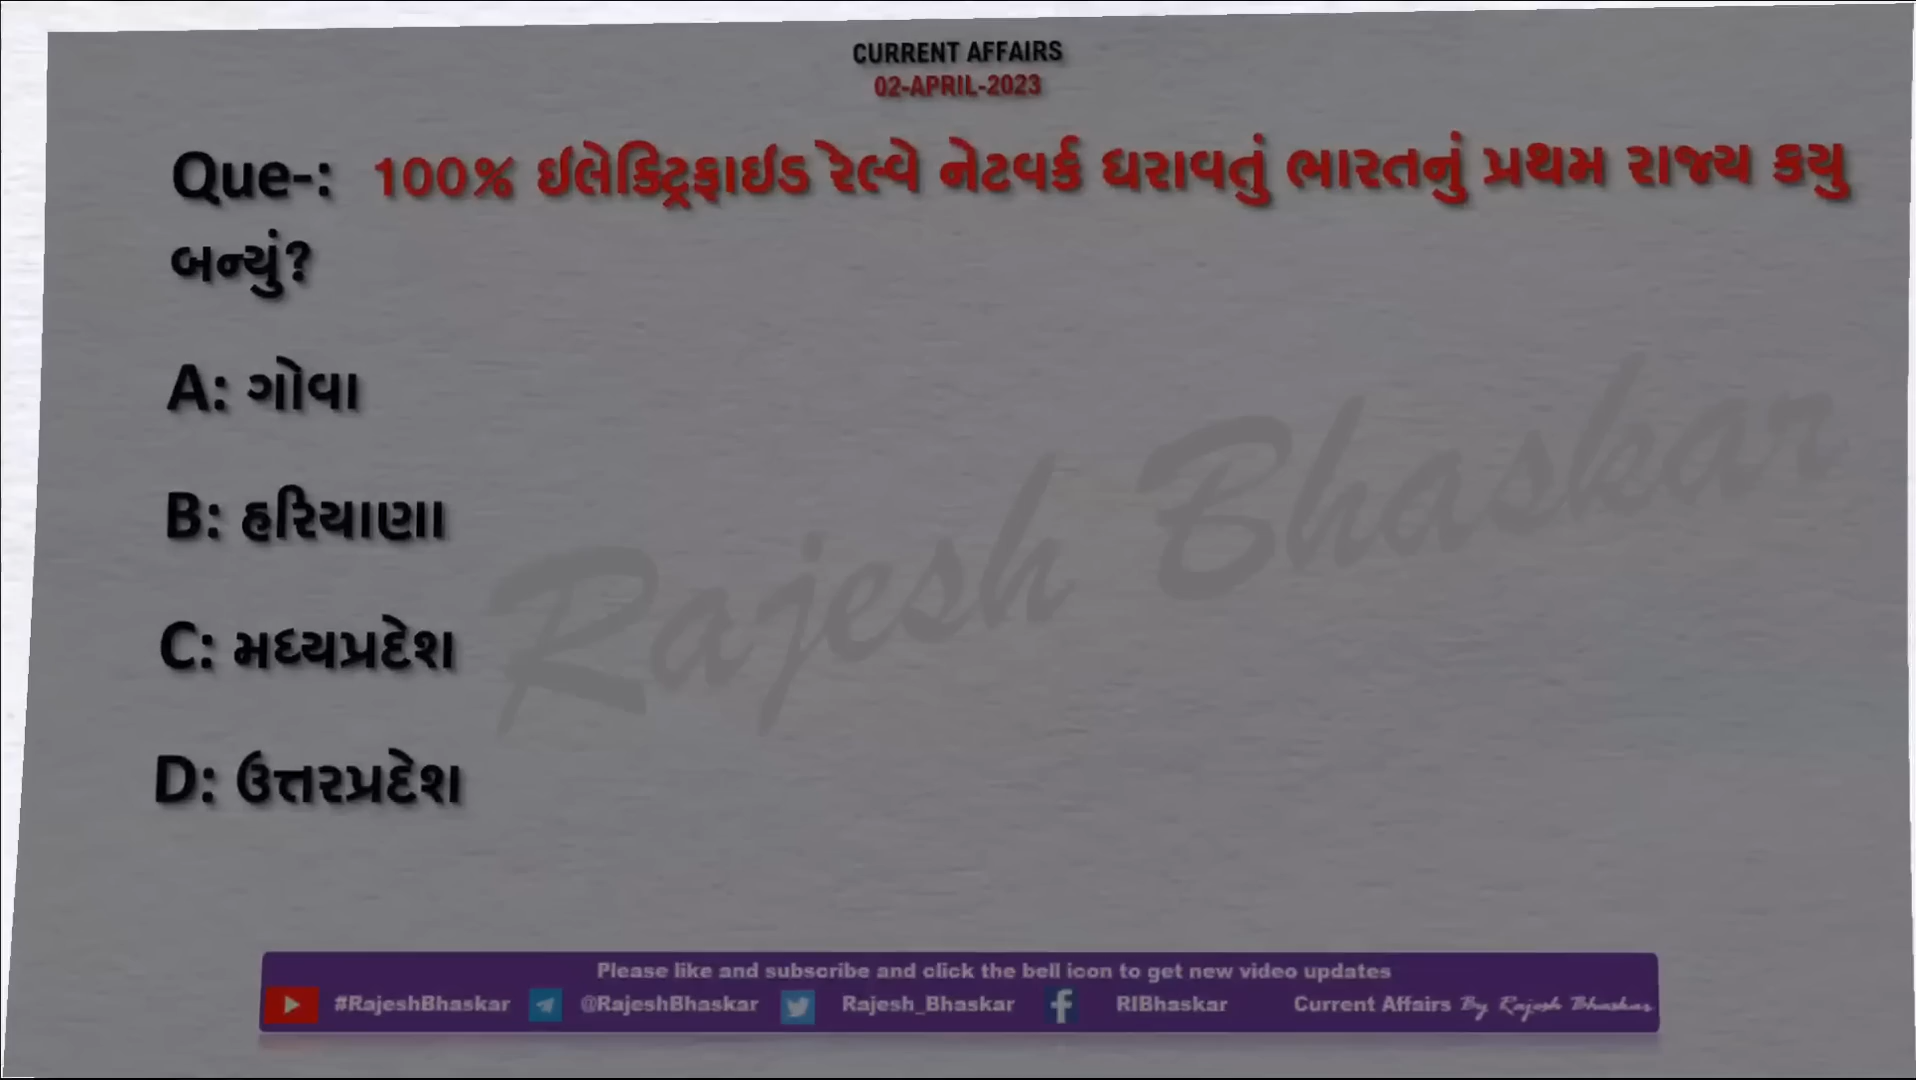 CURRENT AFFAIRS
02-APRIL-2023
Que-: 100% ઈલેક્ટ્રિફાઈડ રેલ્વે નેટવર્ક ધરાવતું ભારતનું પ્રથમ રાજ્ય કયુ
બન્યું?
A: ગોવા
B: હરિયાણા
C: મધ્યપ્રદેશ
D: ઉત્તરપ્રદેશ
Rajesh Bhaskar
Please like and subscribe and click the bell icon to get new video updates
#RajeshBhaskar @RajeshBhaskar Rajesh_Bhaskar RIBhaskar Current Affairs By Rajesh Bhaskar